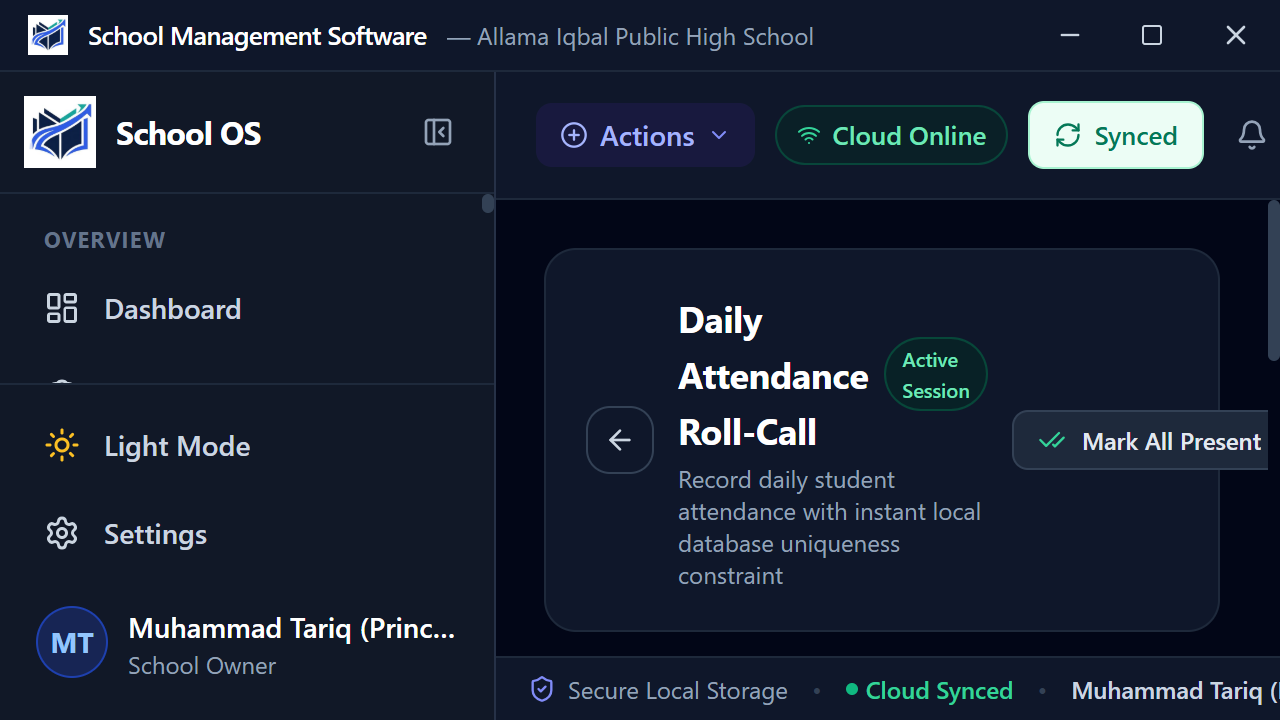 School Management Software — Allama Iqbal Public High School
School OS
Actions
Cloud Online
Synced
OVERVIEW
Dashboard
Light Mode
Settings
MT
Muhammad Tariq (Princ...
School Owner
Daily
Attendance
Roll-Call
Active
Session
Record daily student
attendance with instant local
database uniqueness
constraint
Mark All Present
Secure Local Storage • Cloud Synced • Muhammad Tariq (